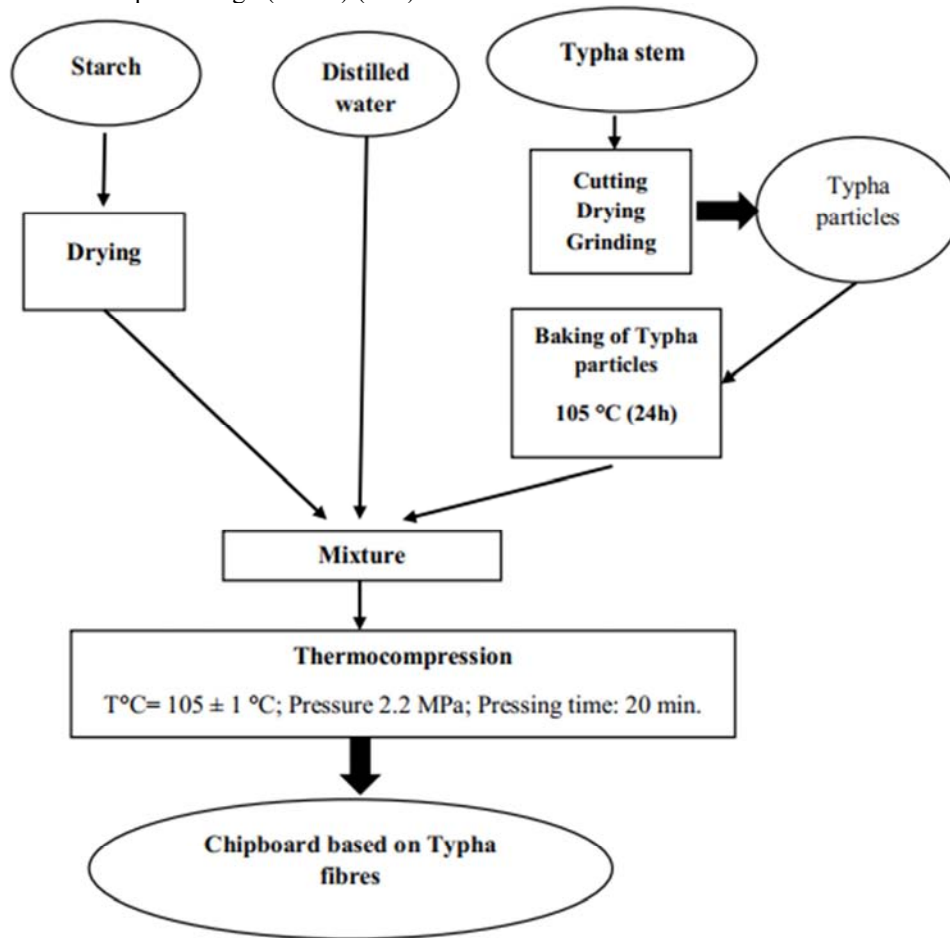 Starch
Distilled
water
Typha stem
Cutting
Drying
Grinding
Typha
particles
Drying
Baking of Typha
particles
105 °C (24h)
Mixture
Thermocompression
T°C= 105 ± 1 °C; Pressure 2.2 MPa; Pressing time: 20 min.
Chipboard based on Typha
fibres